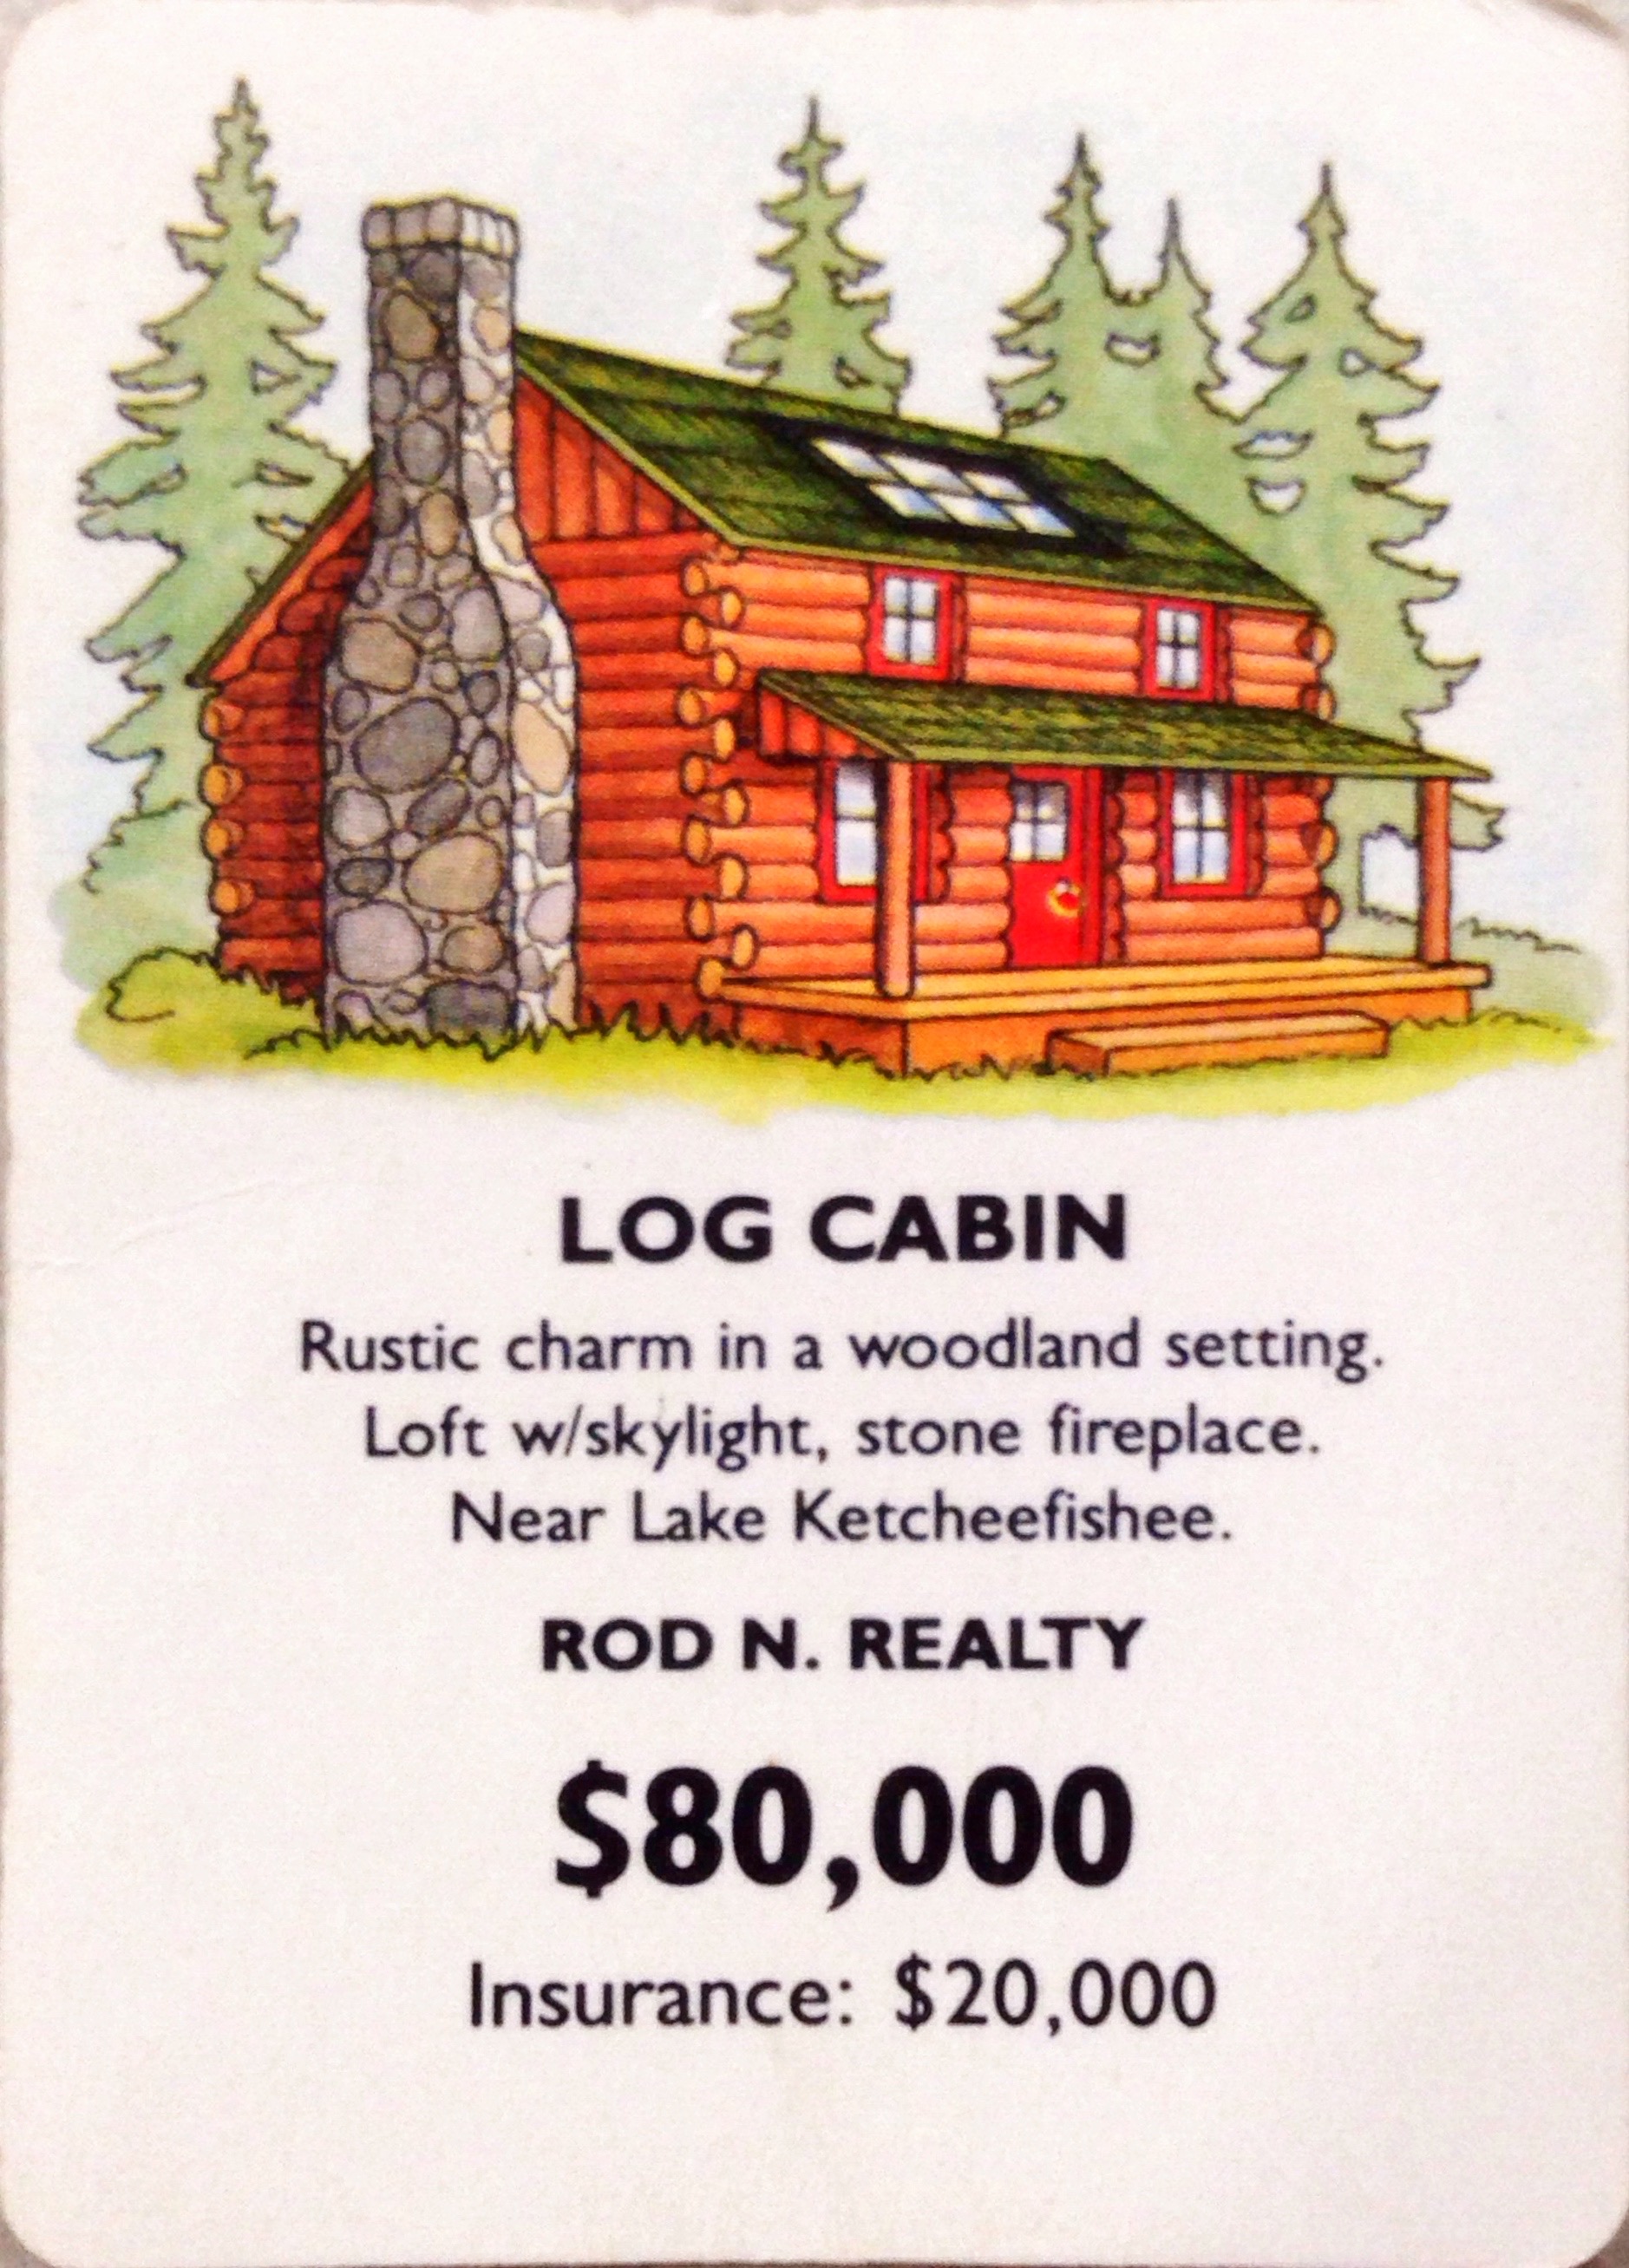 LOG CABIN
Rustic charm in a woodland setting.
Loft w/skylight, stone fireplace.
Near Lake Ketcheefishee.
ROD N. REALTY
$80,000
Insurance: $20,000